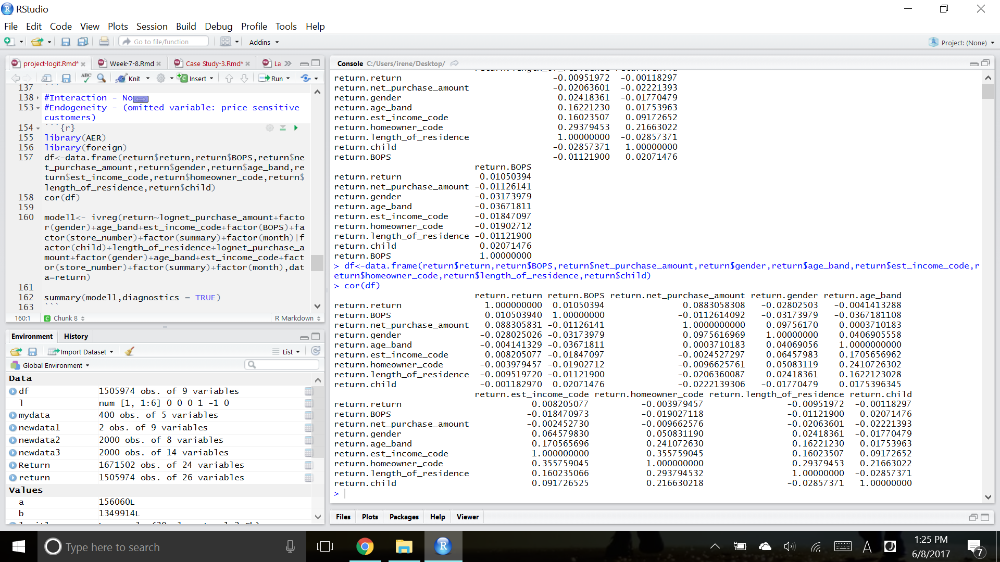 RStudio
File Edit Code View Plots Session Build Debug Profile Tools Help
Go to file/function Addins Project: (None)
project-logit.Rmd* Week-7-8.Rmd Case Study-3.Rmd* La
ABC Knit Insert Run
137 ```
138 #Interaction - No
153 #Endogeneity - (omitted variable: price sensitive
customers)
154 ```{r}
155 library(AER)
156 library(foreign)
157 df<-data.frame(return$return,return$BOPS,return$ne
t_purchase_amount,return$gender,return$age_band,re
turn$est_income_code,return$homeowner_code,return$
length_of_residence,return$child)
158 cor(df)
159
160 model1<- ivreg(return~lognet_purchase_amount+facto
r(gender)+age_band+est_income_code+factor(BOPS)+fa
ctor(store_number)+factor(summary)+factor(month)|f
actor(child)+length_of_residence+lognet_purchase_a
mount+factor(gender)+age_band+est_income_code+fact
or(store_number)+factor(summary)+factor(month),dat
a=return)
161
162 summary(model1,diagnostics = TRUE)
163 ```
160:1 C Chunk 8 R Markdown
Environment History
Import Dataset List
Global Environment
Data
df 1505974 obs. of 9 variables
l num [1, 1:6] 0 0 0 1 -1 0
mydata 400 obs. of 5 variables
newdata1 2 obs. of 9 variables
newdata2 2000 obs. of 8 variables
newdata3 2000 obs. of 14 variables
Return 1671502 obs. of 24 variables
return 1505974 obs. of 26 variables
Values
a 156060L
b 1349914L
Console C:/Users/irene/Desktop/
return.return -0.00951972 -0.00118297
return.net_purchase_amount -0.02063601 -0.02221393
return.gender 0.02418361 -0.01770479
return.age_band 0.16221230 0.01753963
return.est_income_code 0.16023507 0.09172652
return.homeowner_code 0.29379453 0.21663022
return.length_of_residence 1.00000000 -0.02857371
return.child -0.02857371 1.00000000
return.BOPS -0.01121900 0.02071476
return.BOPS
return.return 0.01050394
return.net_purchase_amount -0.01126141
return.gender -0.03173979
return.age_band -0.03671811
return.est_income_code -0.01847097
return.homeowner_code -0.01902712
return.length_of_residence -0.01121900
return.child 0.02071476
return.BOPS 1.00000000
> df<-data.frame(return$return,return$BOPS,return$net_purchase_amount,return$gender,return$age_band,return$est_income_code,r
eturn$homeowner_code,return$length_of_residence,return$child)
> cor(df)
return.return return.BOPS return.net_purchase_amount return.gender return.age_band
return.return 1.000000000 0.01050394 0.0883058308 -0.02802503 -0.0041413288
return.BOPS 0.010503940 1.00000000 -0.0112614092 -0.03173979 -0.0367181108
return.net_purchase_amount 0.088305831 -0.01126141 1.0000000000 0.09756170 0.0003710183
return.gender -0.028025026 -0.03173979 0.0975616969 1.00000000 0.0406905558
return.age_band -0.004141329 -0.03671811 0.0003710183 0.04069056 1.0000000000
return.est_income_code 0.008205077 -0.01847097 -0.0024527297 0.06457983 0.1705656962
return.homeowner_code -0.003979457 -0.01902712 -0.0096625761 0.05083119 0.2410726302
return.length_of_residence -0.009519720 -0.01121900 -0.0206360087 0.02418361 0.1622123028
return.child -0.001182970 0.02071476 -0.0222139306 -0.01770479 0.0175396345
return.est_income_code return.homeowner_code return.length_of_residence return.child
return.return 0.008205077 -0.003979457 -0.00951972 -0.00118297
return.BOPS -0.018470973 -0.019027118 -0.01121900 0.02071476
return.net_purchase_amount -0.002452730 -0.009662576 -0.02063601 -0.02221393
return.gender 0.064579830 0.050831190 0.02418361 -0.01770479
return.age_band 0.170565696 0.241072630 0.16221230 0.01753963
return.est_income_code 1.000000000 0.355759045 0.16023507 0.09172652
return.homeowner_code 0.355759045 1.000000000 0.29379453 0.21663022
return.length_of_residence 0.160235066 0.293794532 1.00000000 -0.02857371
return.child 0.091726525 0.216630218 -0.02857371 1.00000000
>
Files Plots Packages Help Viewer
Type here to search
R
A
1:25 PM
6/8/2017
7